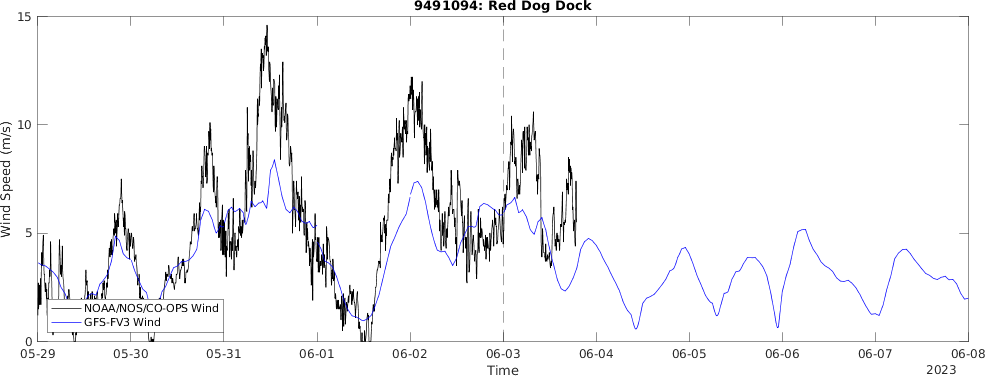 9491094: Red Dog Dock
15
10
5
0
Wind Speed (m/s)
NOAA/NOS/CO-OPS Wind
GFS-FV3 Wind
05-29 05-30 05-31 06-01 06-02 06-03 06-04 06-05 06-06 06-07 06-08
Time
2023